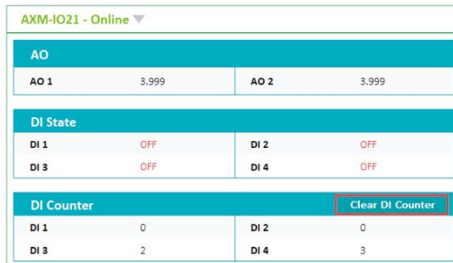 AXM-IO21 - Online
AO
AO 1 3.999 AO 2 3.999
DI State
DI 1 OFF DI 2 OFF
DI 3 OFF DI 4 OFF
DI Counter Clear DI Counter
DI 1 0 DI 2 0
DI 3 2 DI 4 3